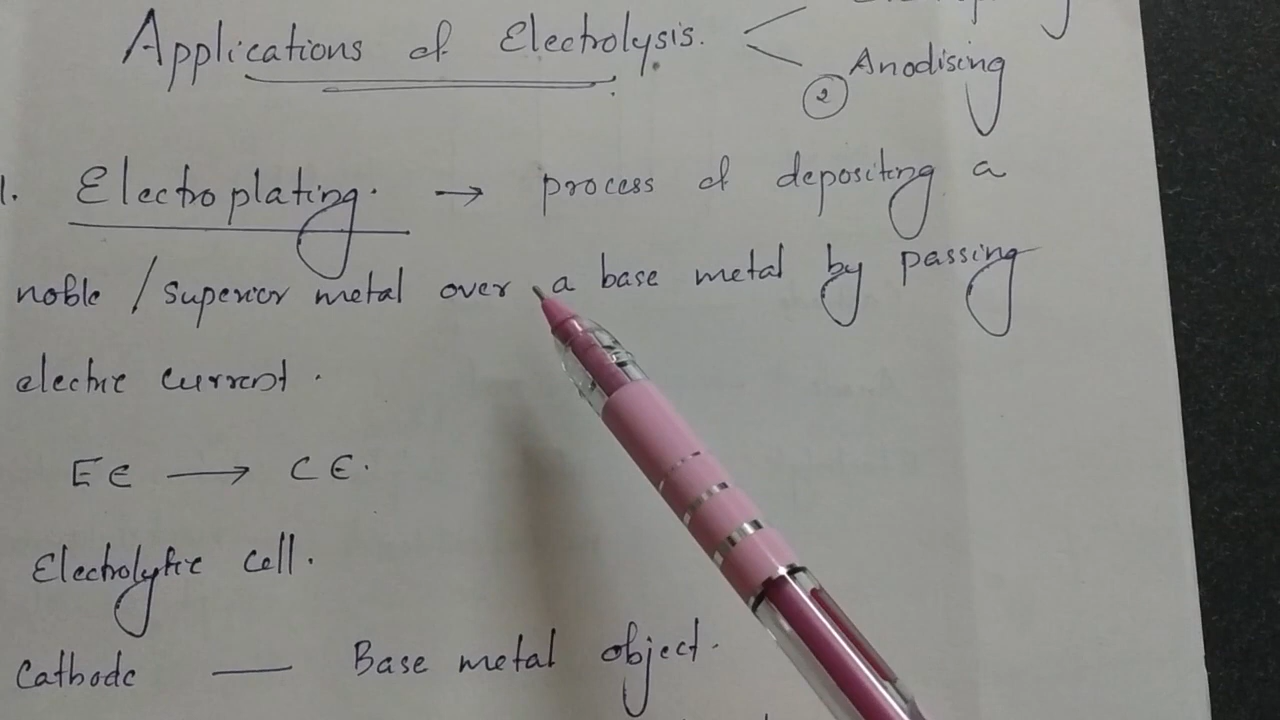 Applications of Electrolysis.
② Anodising
1. Electroplating. → process of depositing a
noble / superior metal over a base metal by passing
electric current.
EE → CE.
Electrolytic cell.
Cathode — Base metal object.